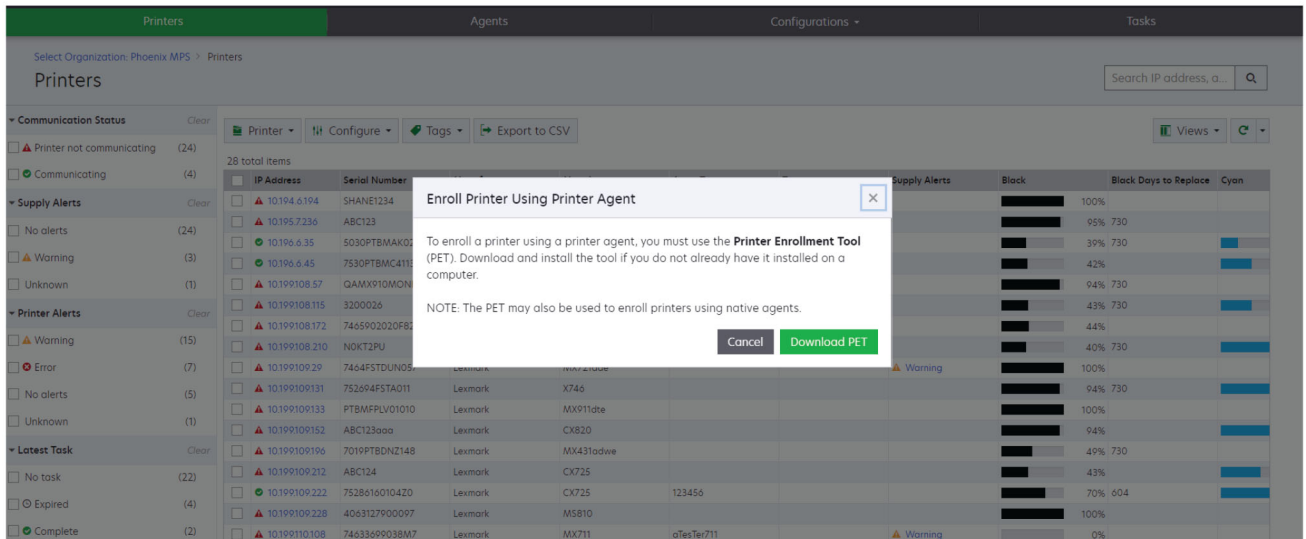 Printers Agents Configurations Tasks
Select Organization: Phoenix MPS > Printers
Printers
Search IP address, a...
Communication Status Clear
Printer not communicating (24)
Communicating (4)
Supply Alerts Clear
No alerts (24)
Warning (3)
Unknown (1)
Printer Alerts Clear
Warning (15)
Error (7)
No alerts (5)
Unknown (1)
Latest Task Clear
No task (22)
Expired (4)
Complete (2)
Printer Configure Tags Export to CSV Views
28 total items
IP Address Serial Number Supply Alerts Black Black Days to Replace Cyan
10.194.6.194 SHANE1234 100%
10.195.7.236 ABC123 95% 730
10.196.6.35 5030PTBMAK02 39% 730
10.196.6.45 7530PTBMC4113 42%
10.199.108.57 QAMX910MON 94% 730
10.199.108.115 3200026 43% 730
10.199.108.172 7465902020F82 44%
10.199.108.210 N0KT2PU 40% 730
10.199.109.29 7464FSTDUN057 Lexmark MX721ade Warning 100%
10.199.109.131 752694FSTA011 Lexmark X746 94% 730
10.199.109.133 PTBMFPLV01010 Lexmark MX911dte 100%
10.199.109.152 ABC123aaa Lexmark CX820 94%
10.199.109.196 7019PTBDNZ148 Lexmark MX431adwe 49% 730
10.199.109.212 ABC124 Lexmark CX725 43%
10.199.109.222 75286160104Z0 Lexmark CX725 123456 70% 604
10.199.109.228 4063127900097 Lexmark MS810 100%
10.199.110.108 74633699038M7 Lexmark MX711 aTesTer711 Warning 0%
Enroll Printer Using Printer Agent
To enroll a printer using a printer agent, you must use the Printer Enrollment Tool
(PET). Download and install the tool if you do not already have it installed on a
computer.
NOTE: The PET may also be used to enroll printers using native agents.
Cancel Download PET